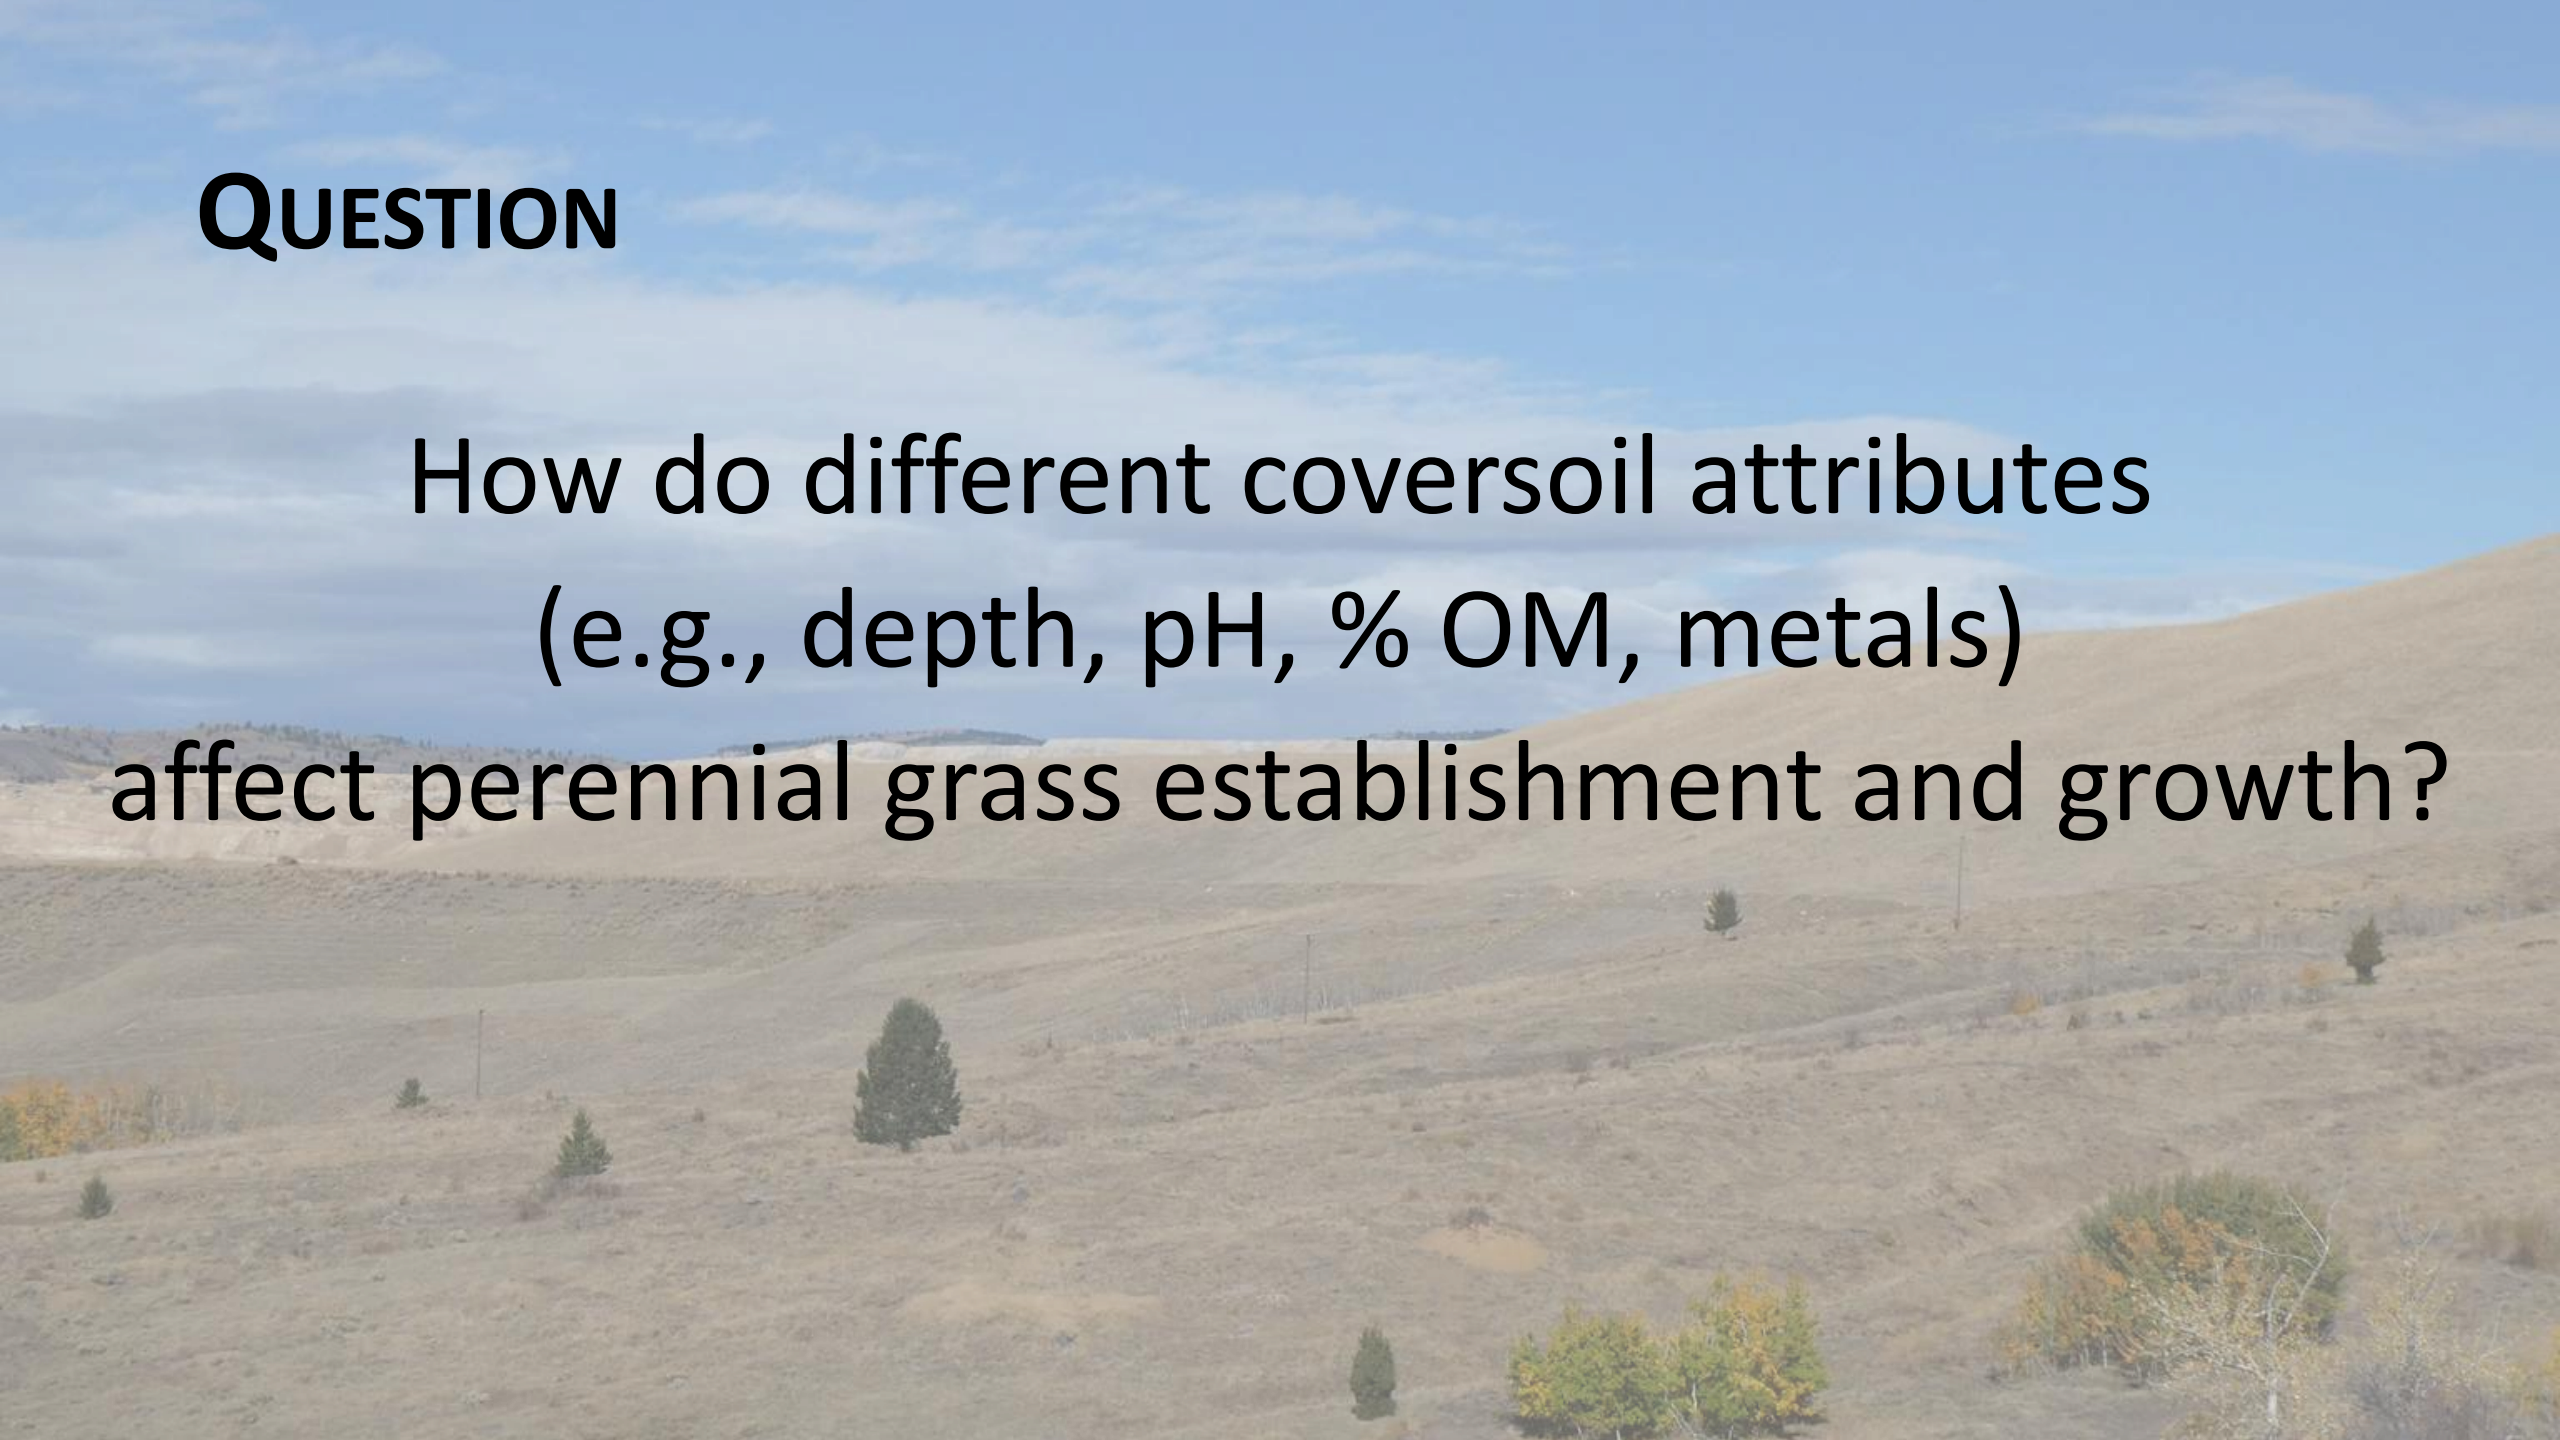 QUESTION
How do different coversoil attributes
(e.g., depth, pH, % OM, metals)
affect perennial grass establishment and growth?